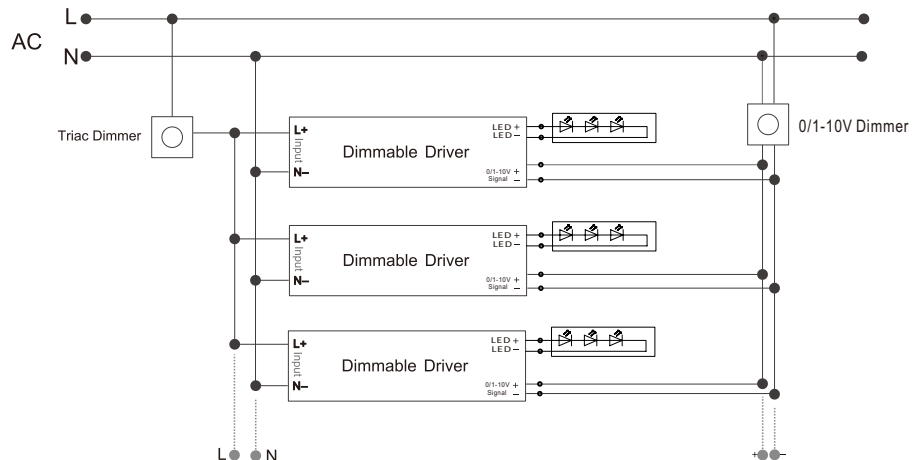 L
AC
N
Triac Dimmer
0/1-10V Dimmer
L+
Input
N–
Dimmable Driver
LED +
LED –
0/1-10V +
Signal –
L+
Input
N–
Dimmable Driver
LED +
LED –
0/1-10V +
Signal –
L+
Input
N–
Dimmable Driver
LED +
LED –
0/1-10V +
Signal –
L N + –